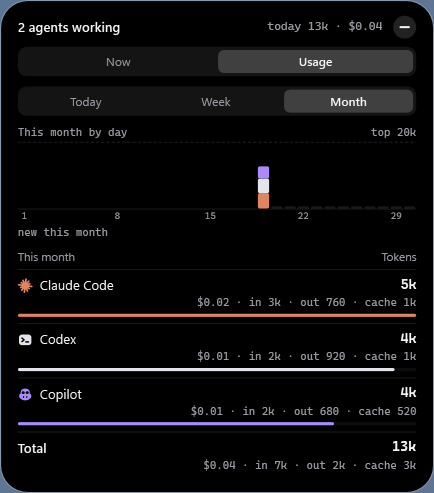 2 agents working
today 13k · $0.04
Now
Usage
Today
Week
Month
This month by day
top 20k
1 8 15 22 29
new this month
This month
Tokens
Claude Code
5k
$0.02 · in 3k · out 760 · cache 1k
Codex
4k
$0.01 · in 2k · out 920 · cache 1k
Copilot
4k
$0.01 · in 2k · out 680 · cache 520
Total
13k
$0.04 · in 7k · out 2k · cache 3k